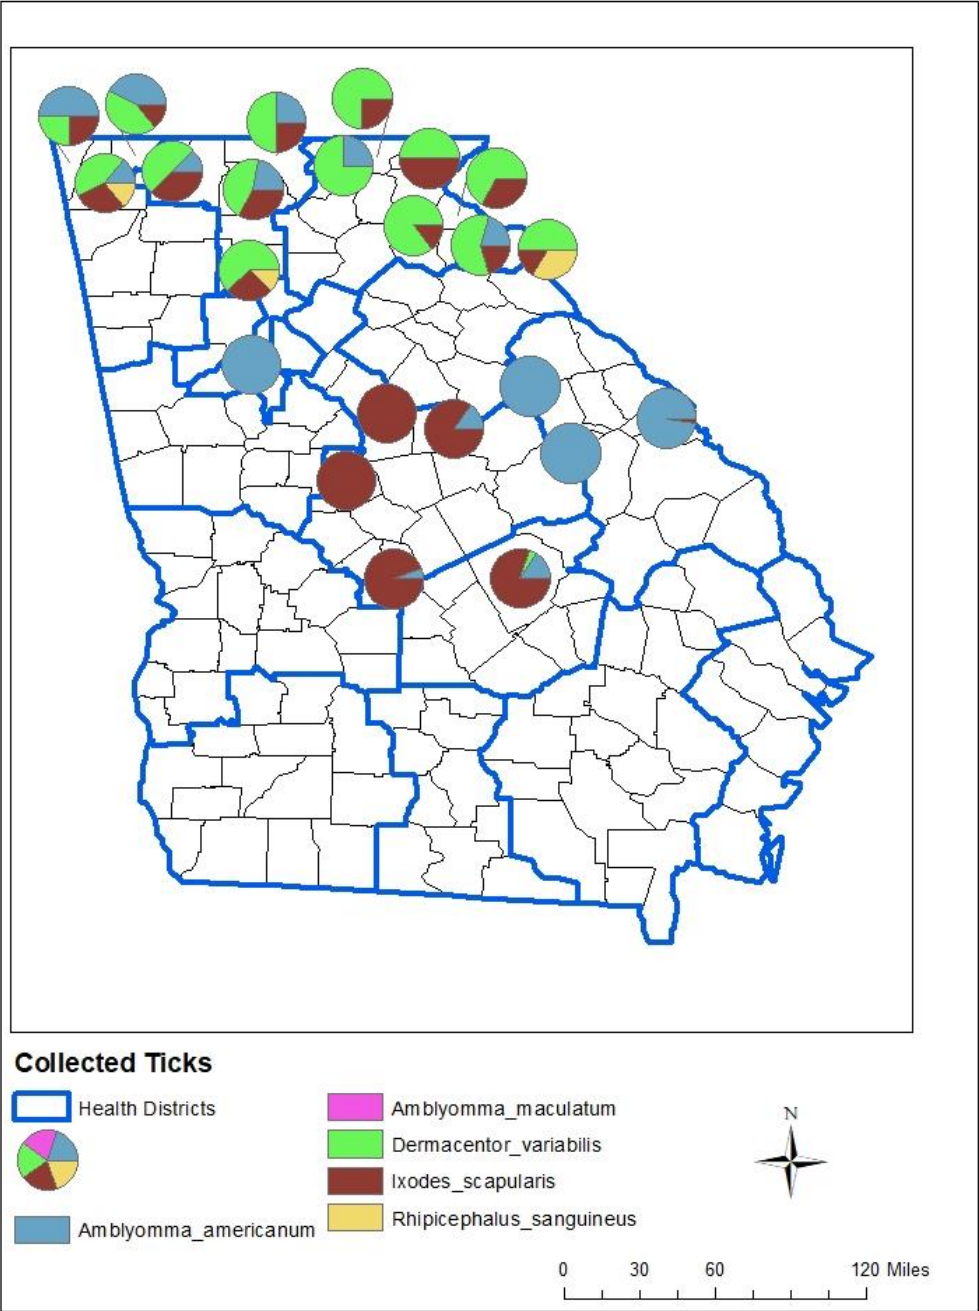 Collected Ticks
Health Districts
Amblyomma_americanum
Amblyomma_maculatum
Dermacentor_variabilis
Ixodes_scapularis
Rhipicephalus_sanguineus
N
0 30 60 120 Miles